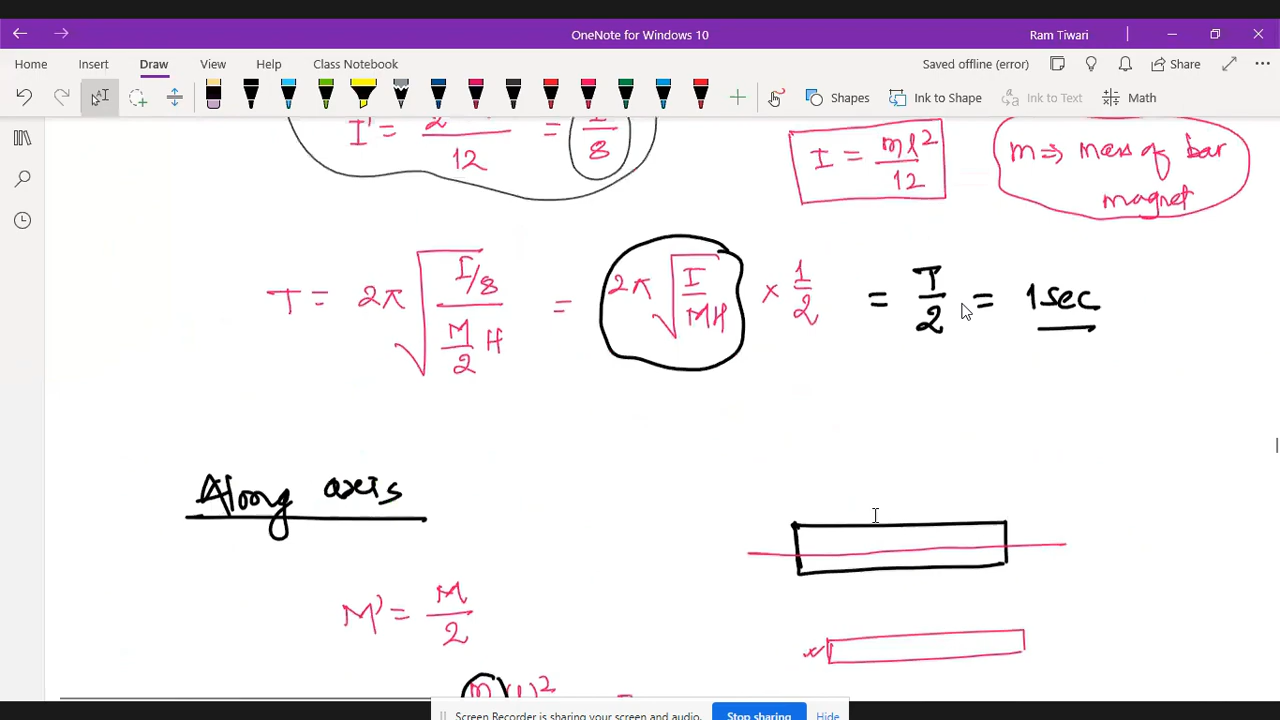 OneNote for Windows 10
Ram Tiwari
Home Insert Draw View Help Class Notebook
Saved offline (error)
Share
Shapes
Ink to Shape
Ink to Text
Math
I' = 12 = I/8
I = ml²/12
m ⇒ mass of bar
magnet
T = 2π √((I/8)/(M/2 H)) = 2π √(I/MH) × 1/2 = T/2 = 1sec
Along axis
M' = M/2
Screen Recorder is sharing your screen and audio.
Stop sharing
Hide